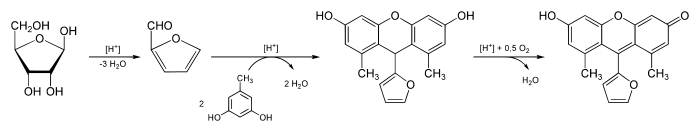 CH₂OH
O
OH
OH OH
[H⁺]
-3 H₂O
CHO
O
[H⁺]
2
CH₃
HO
OH
2 H₂O
HO
O
OH
CH₃
CH₃
O
[H⁺] + 0,5 O₂
H₂O
HO
O
O
CH₃
CH₃
O